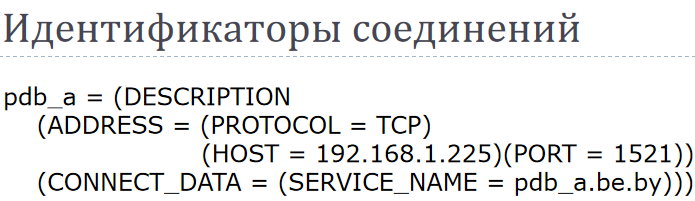 Идентификаторы соединений
pdb_a = (DESCRIPTION
(ADDRESS = (PROTOCOL = TCP)
(HOST = 192.168.1.225)(PORT = 1521))
(CONNECT_DATA = (SERVICE_NAME = pdb_a.be.by)))